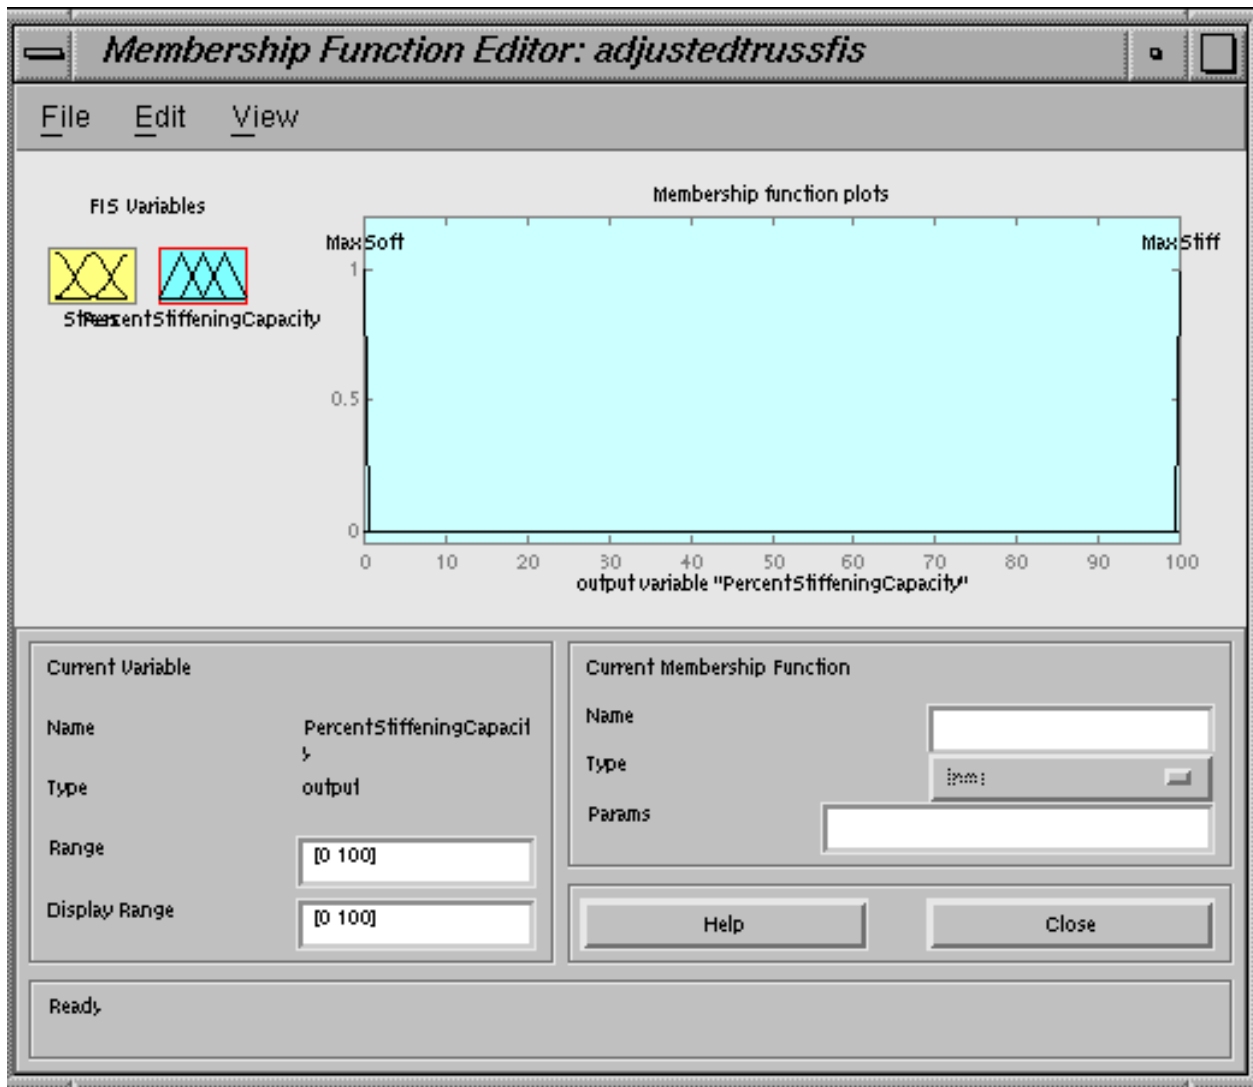 Membership Function Editor: adjustedtrussfis
File Edit View
FIS Variables
Membership function plots
MaxSoft
MaxStiff
1
0.5
0
0 10 20 30 40 50 60 70 80 90 100
output variable "PercentStiffeningCapacity"
Stress
PercentStiffeningCapacity
Current Variable
Name PercentStiffeningCapacit
y
Type output
Range [0 100]
Display Range [0 100]
Current Membership Function
Name
Type
Params
Help Close
Ready